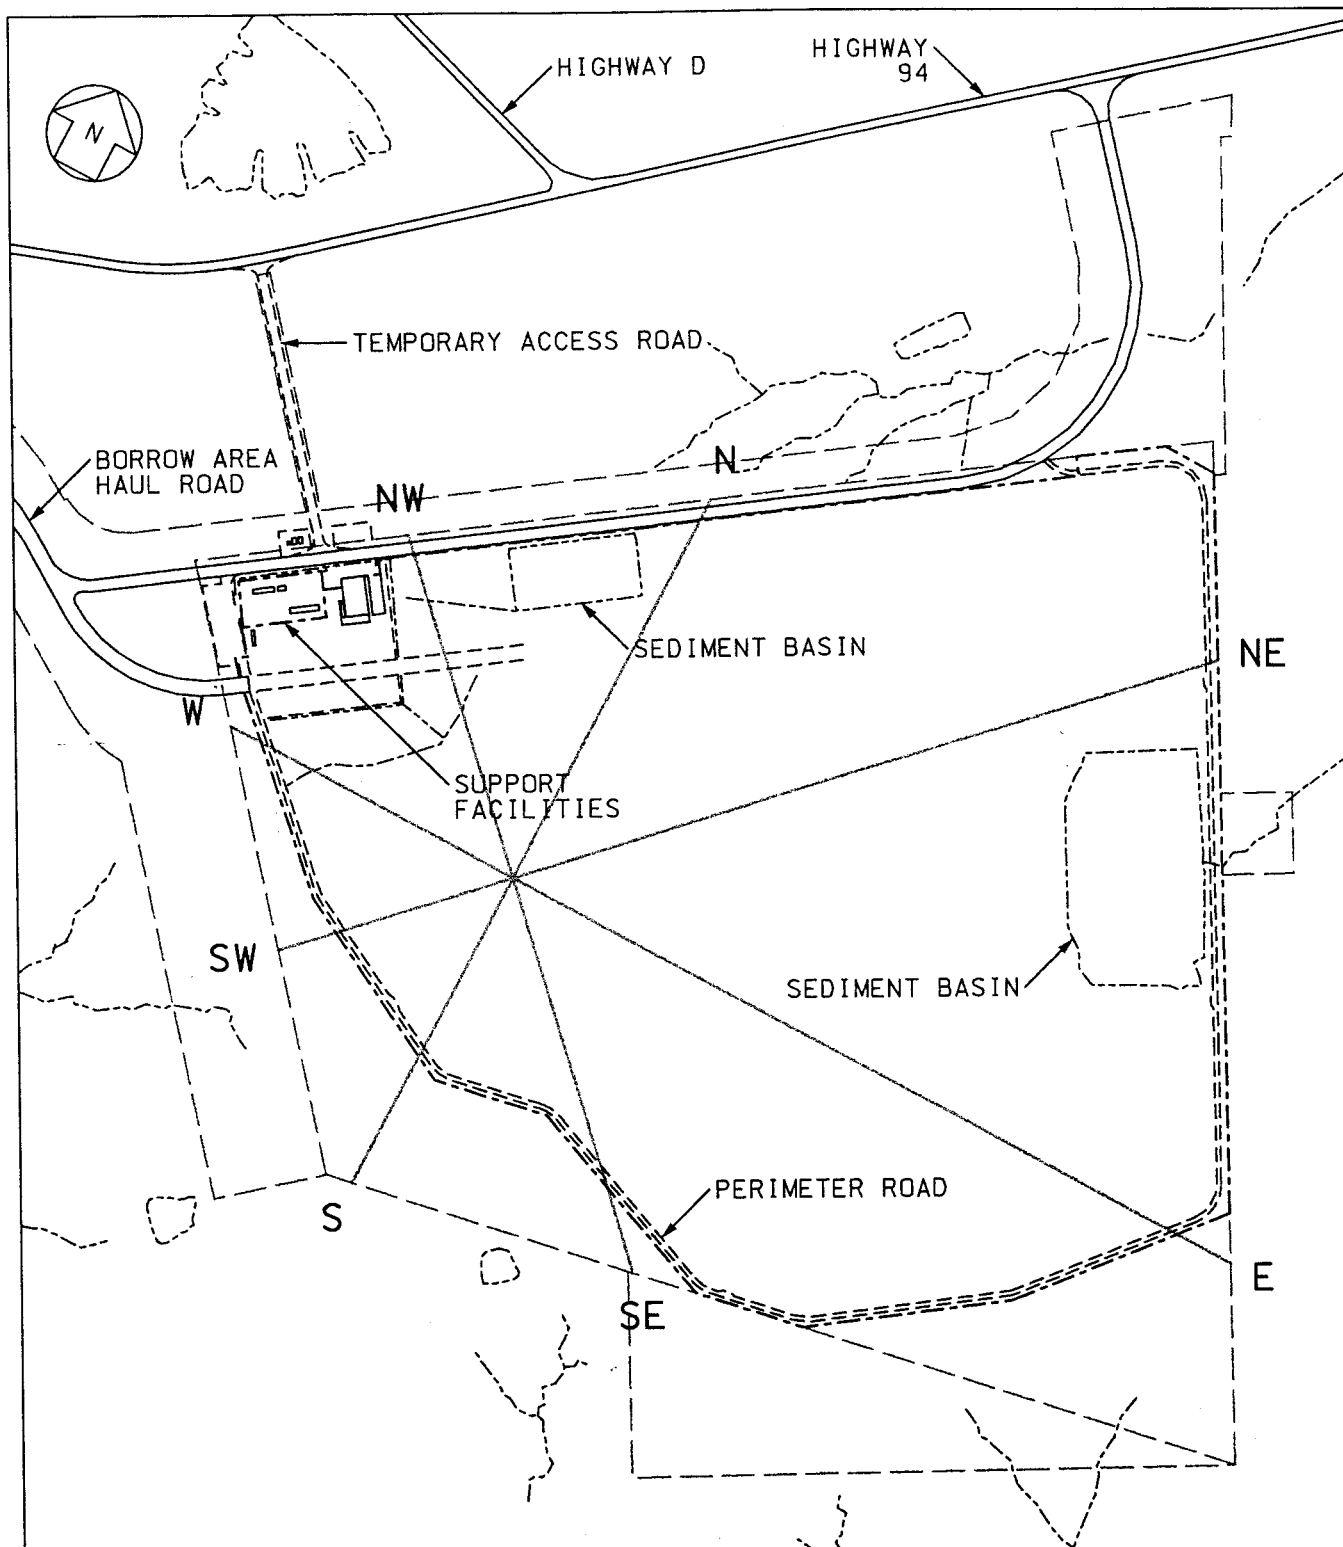 HIGHWAY D
HIGHWAY
94
N
TEMPORARY ACCESS ROAD
BORROW AREA
HAUL ROAD
NW
N
SEDIMENT BASIN
NE
W
SUPPORT
FACILITIES
SW
SEDIMENT BASIN
PERIMETER ROAD
S
E
SE